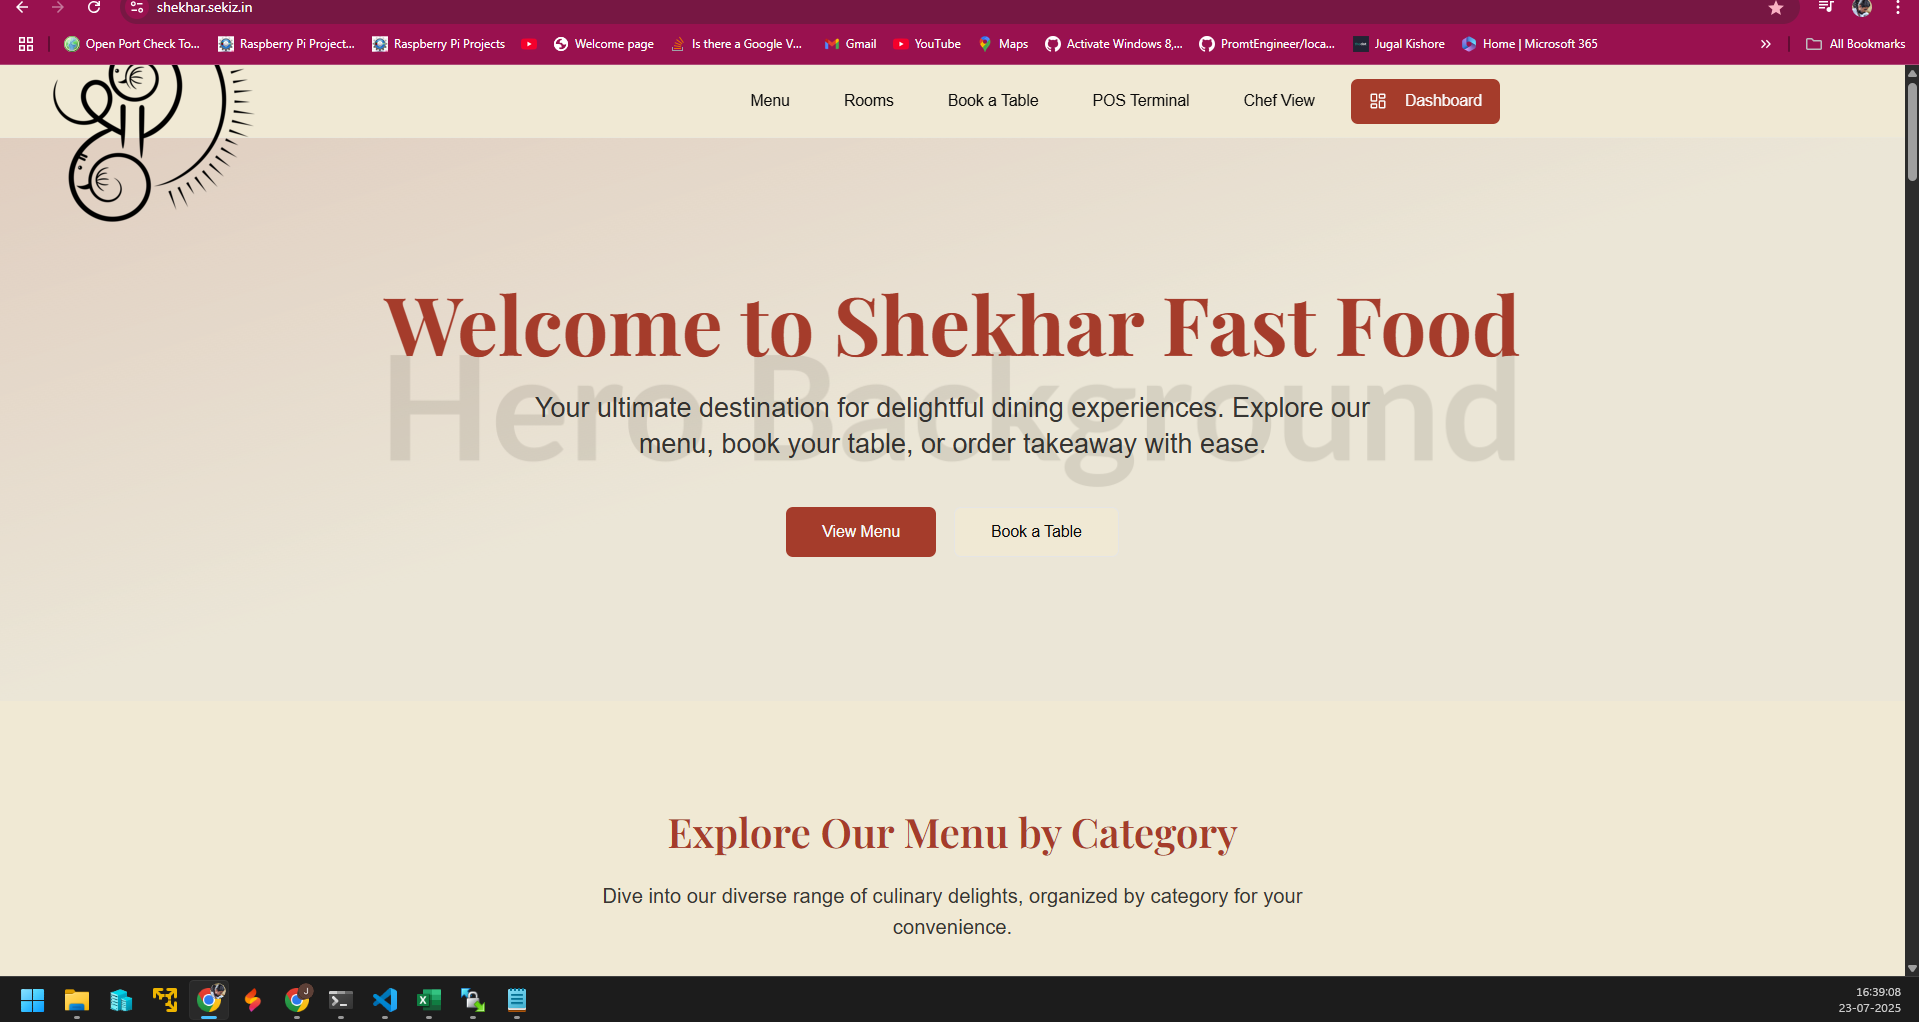 shekhar.sekiz.in
Open Port Check To...
Raspberry Pi Project...
Raspberry Pi Projects
Welcome page
Is there a Google V...
Gmail
YouTube
Maps
Activate Windows 8,...
PromtEngineer/loca...
Jugal Kishore
Home | Microsoft 365
All Bookmarks
Menu
Rooms
Book a Table
POS Terminal
Chef View
Dashboard
Welcome to Shekhar Fast Food
Hero Background
Your ultimate destination for delightful dining experiences. Explore our
menu, book your table, or order takeaway with ease.
View Menu
Book a Table
Explore Our Menu by Category
Dive into our diverse range of culinary delights, organized by category for your
convenience.
16:39:08
23-07-2025